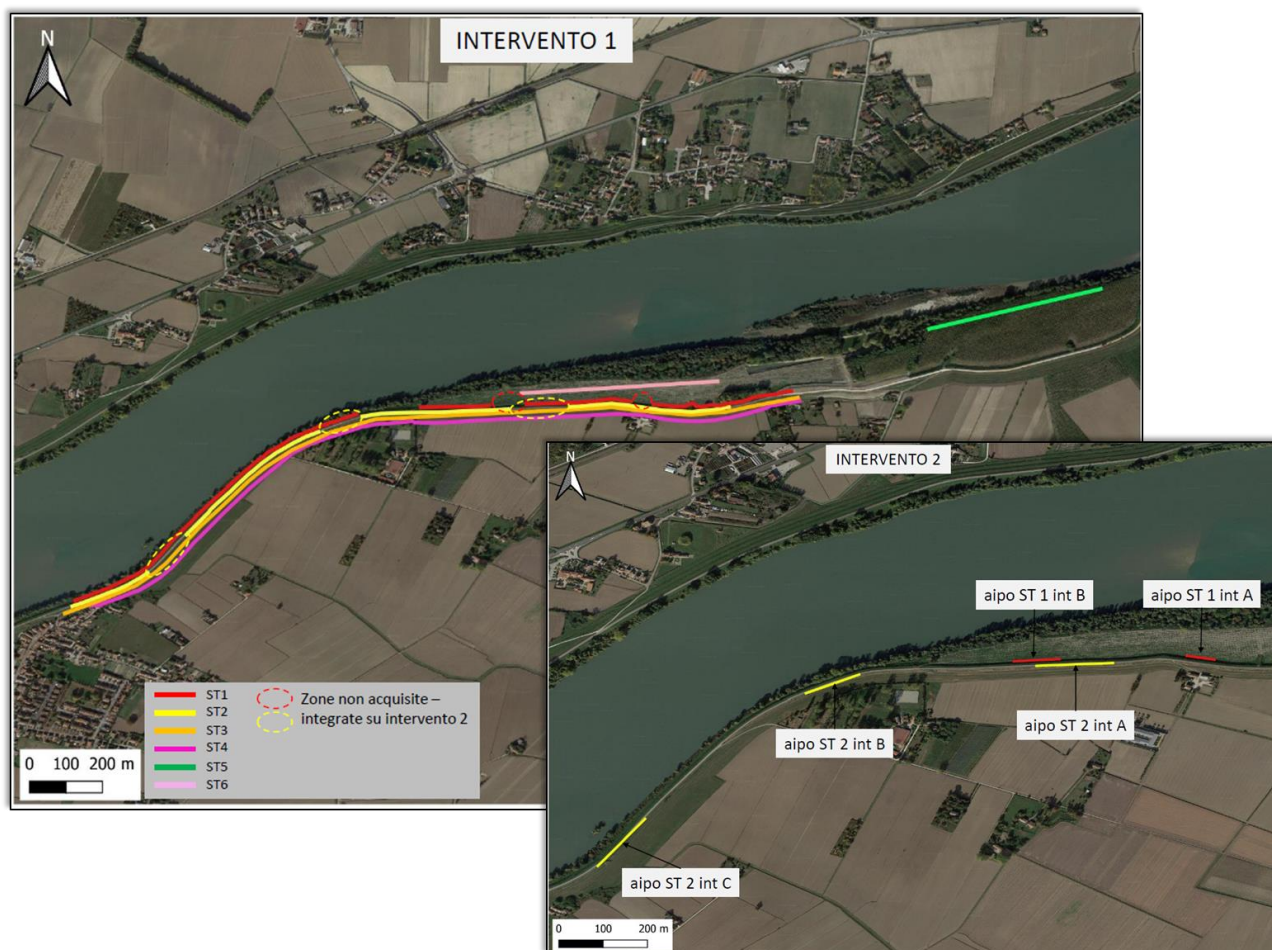 N
INTERVENTO 1
ST1
ST2
ST3
ST4
ST5
ST6
Zone non acquisite –
integrate su intervento 2
0 100 200 m
N
INTERVENTO 2
aipo ST 1 int B
aipo ST 1 int A
aipo ST 2 int B
aipo ST 2 int A
aipo ST 2 int C
0 100 200 m